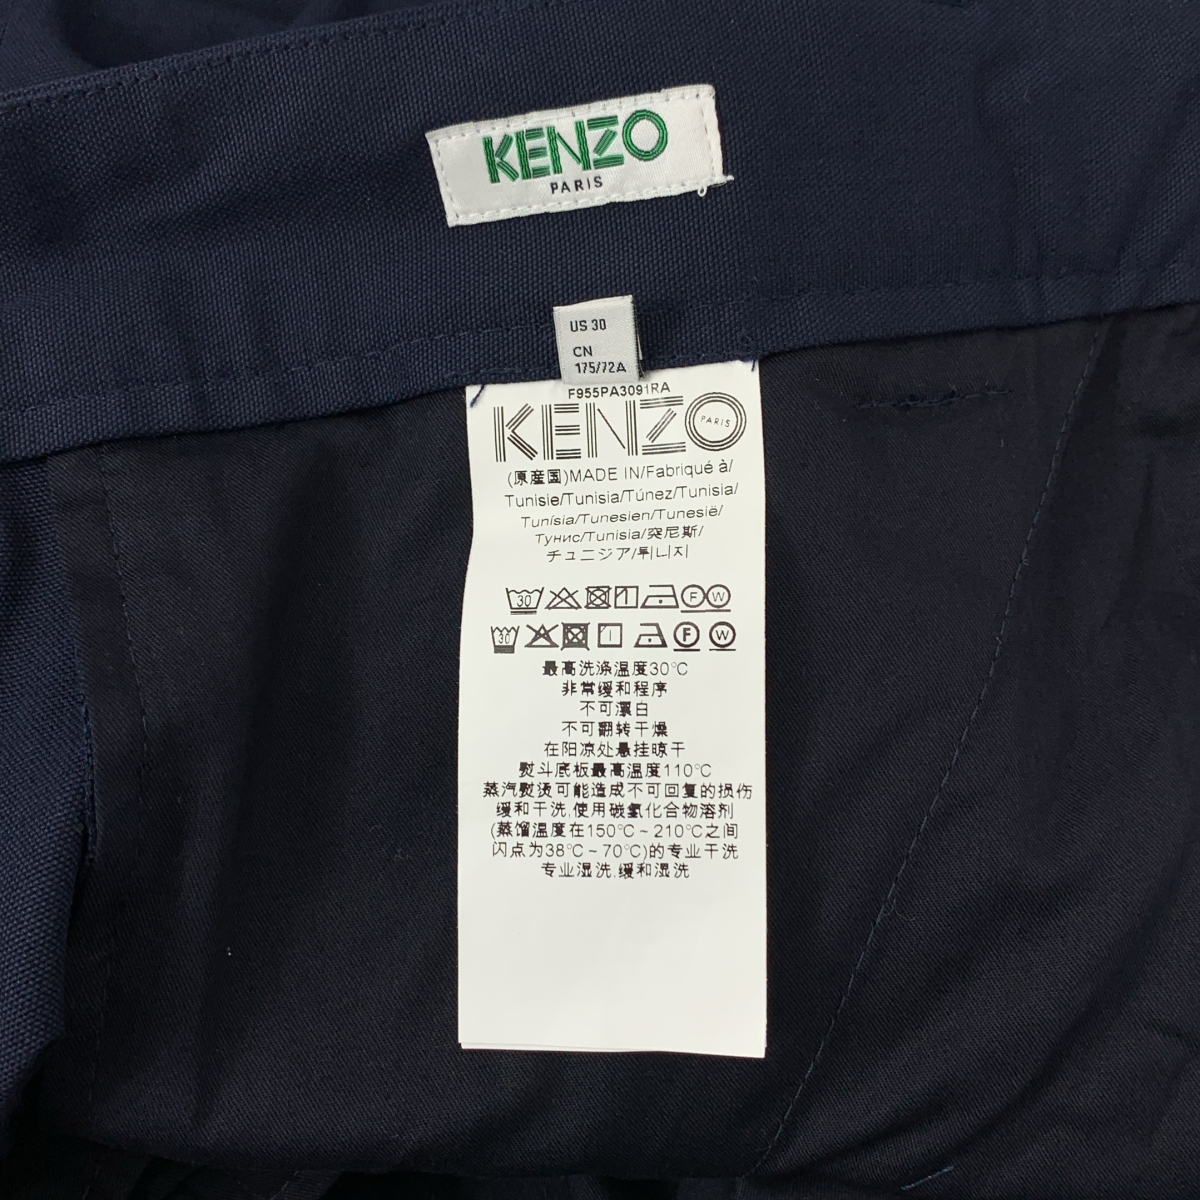 KENZO
PARIS
US 30
CN
175/72A
F955PA3091RA
KENZO
PARIS
(原産国)MADE IN/Fabriqué à/
Tunisie/Tunisia/Túnez/Tunisia/
Tunísia/Tunesien/Tunesië/
Тунис/Tunisia/突尼斯/
チュニジア/튀니지
30 F W
30 F W
最高洗涤温度30°C
非常缓和程序
不可漂白
不可翻转干燥
在阳凉处悬挂晾干
熨斗底板最高温度110°C
蒸汽熨烫可能造成不可回复的损伤
缓和干洗,使用碳氢化合物溶剂
(蒸馏温度在150°C~210°C之间
闪点为38°C~70°C)的专业干洗
专业湿洗,缓和湿洗